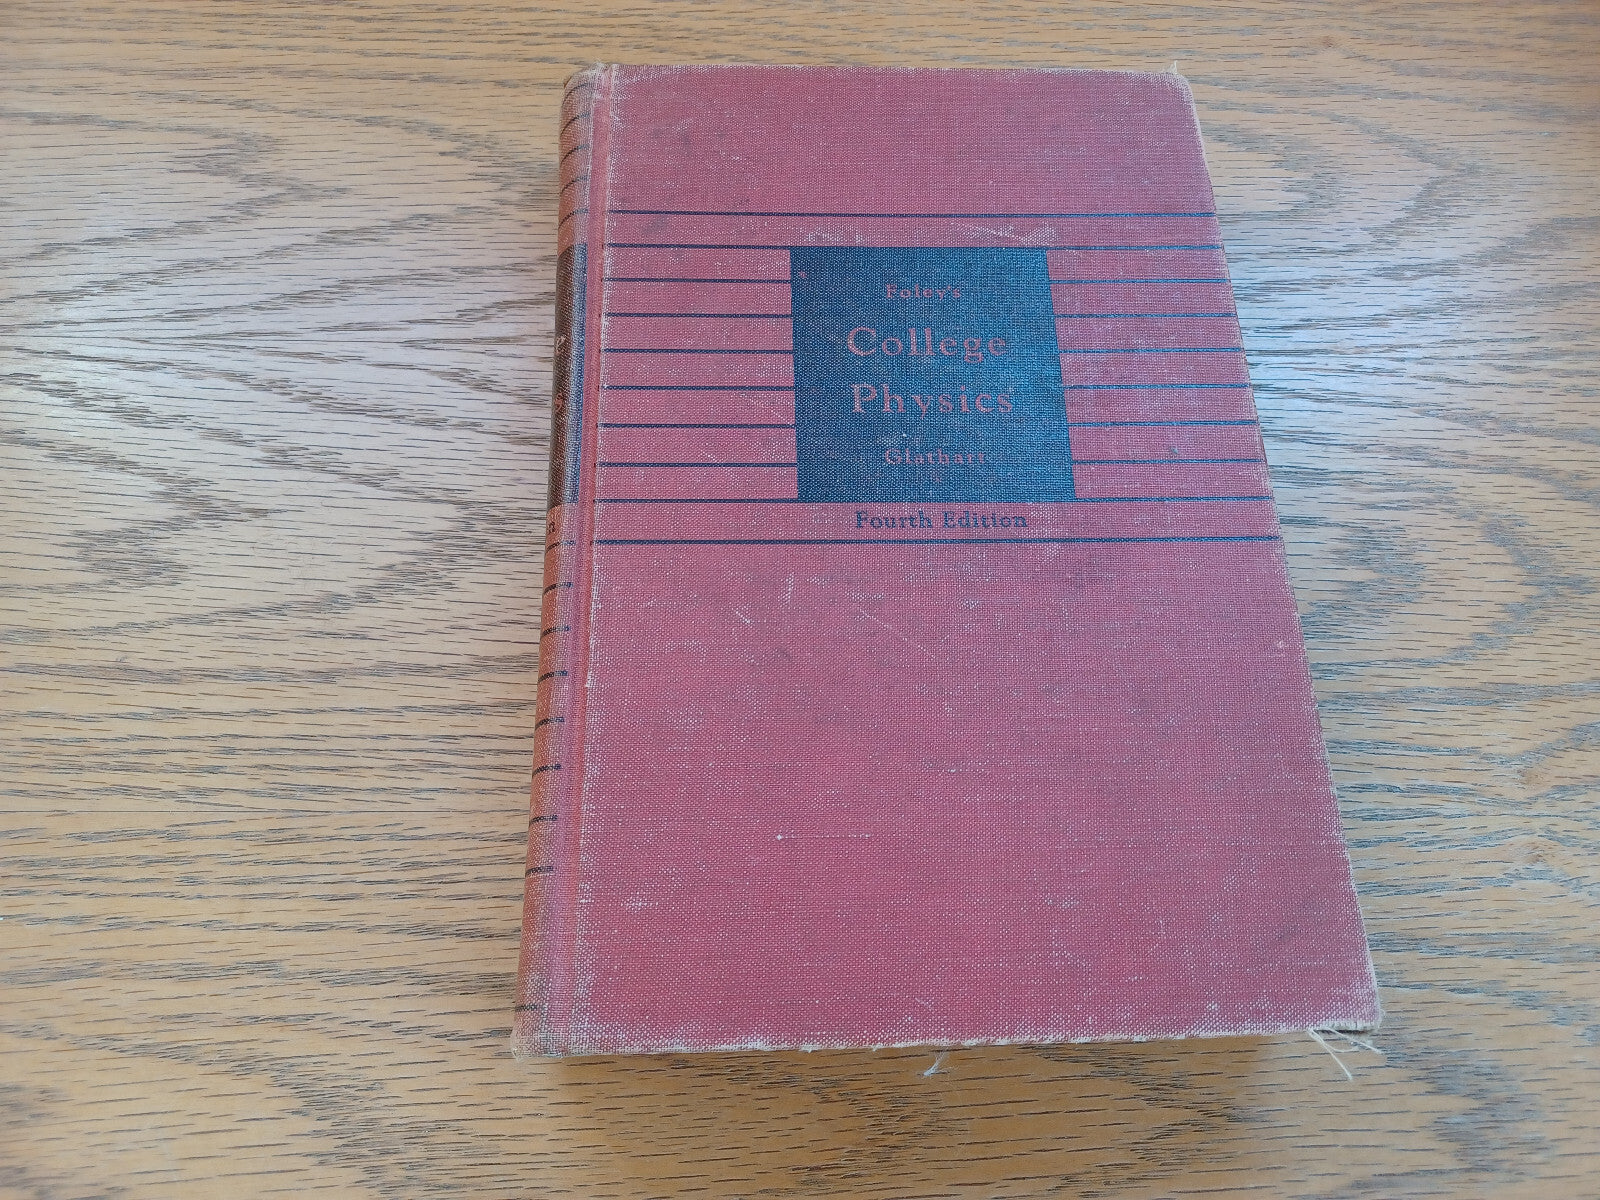 Foley's
College
Physics
Glathart
Fourth Edition